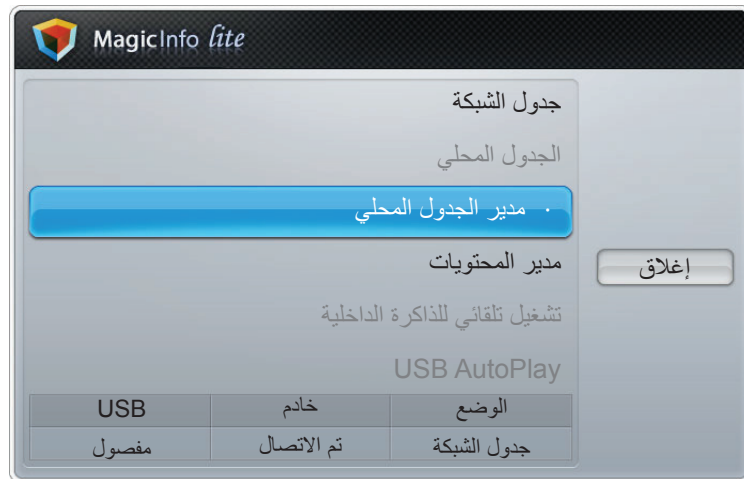 MagicInfo lite
جدول الشبكة
الجدول المحلي
· مدير الجدول المحلي
مدير المحتويات
تشغيل تلقائي للذاكرة الداخلية
USB AutoPlay
إغلاق
الوضع خادم USB
جدول الشبكة تم الاتصال مفصول